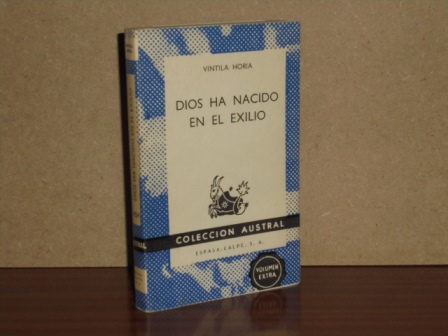 VINTILA HORIA
DIOS HA NACIDO
EN EL EXILIO
COLECCION AUSTRAL
ESPASA-CALPE, S. A.
VOLUMEN
EXTRA